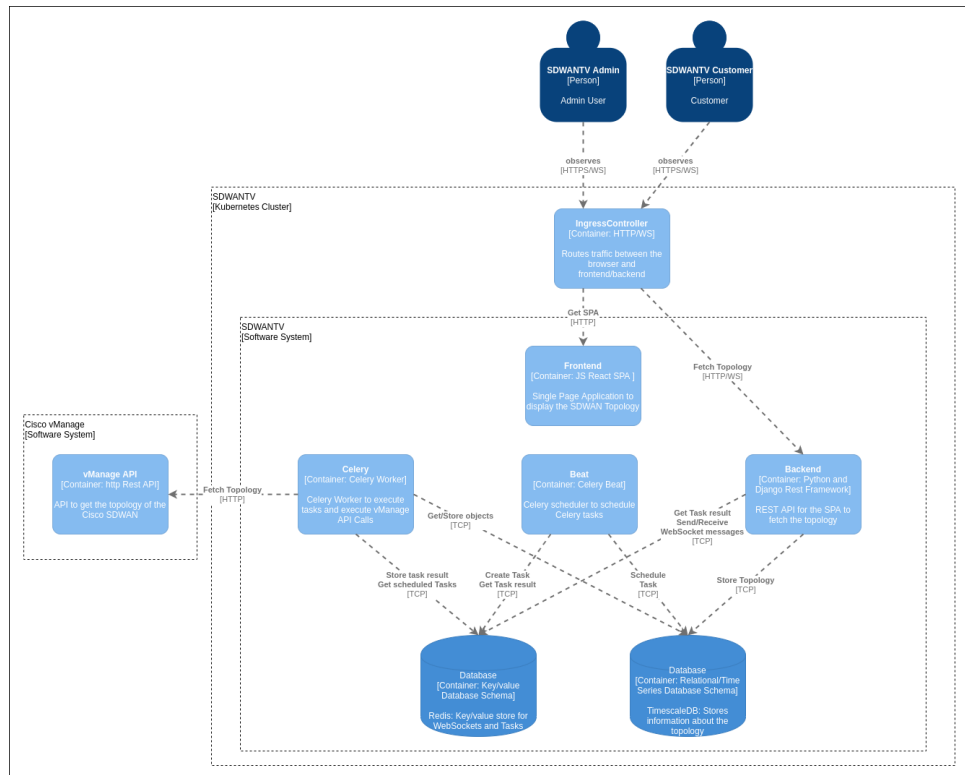 SDWANTV Admin
[Person]
Admin User
SDWANTV Customer
[Person]
Customer
observes
[HTTPS/WS]
observes
[HTTPS/WS]
SDWANTV
[Kubernetes Cluster]
IngressController
[Container: HTTP/WS]
Routes traffic between the
browser and
frontend/backend
Get SPA
[HTTP]
SDWANTV
[Software System]
Frontend
[Container: JS React SPA ]
Single Page Application to
display the SDWAN Topology
Fetch Topology
[HTTP/WS]
Cisco vManage
[Software System]
vManage API
[Container: http Rest API]
API to get the topology of the
Cisco SDWAN
Fetch Topology
[HTTP]
Celery
[Container: Celery Worker]
Celery Worker to execute
tasks and execute vManage
API Calls
Beat
[Container: Celery Beat]
Celery scheduler to schedule
Celery tasks
Backend
[Container: Python and
Django Rest Framework]
REST API for the SPA to
fetch the topology
Get/Store objects
[TCP]
Get Task result
Send/Receive
WebSocket messages
[TCP]
Store task result
Get scheduled Tasks
[TCP]
Create Task
Get Task result
[TCP]
Schedule
Task
[TCP]
Store Topology
[TCP]
Database
[Container: Key/value
Database Schema]
Redis: Key/value store for
WebSockets and Tasks
Database
[Container: Relational/Time
Series Database Schema]
TimescaleDB: Stores
information about the
topology